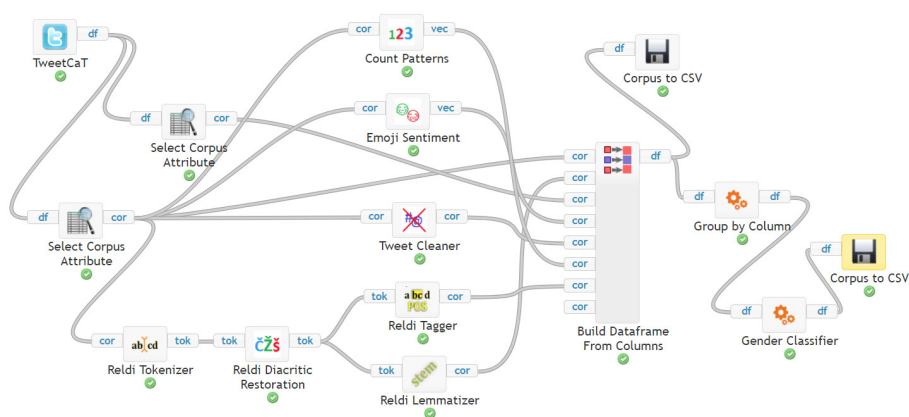 TweetCaT
df
df
cor
Select Corpus
Attribute
df
cor
Select Corpus
Attribute
cor
123
vec
Count Patterns
cor
vec
Emoji Sentiment
cor
#@
cor
Tweet Cleaner
tok
abcd
POS
cor
Reldi Tagger
cor
ab cd
tok
Reldi Tokenizer
tok
ČŽŠ
tok
Reldi Diacritic
Restoration
tok
stem
cor
Reldi Lemmatizer
cor
cor
cor
cor
cor
cor
cor
cor
df
Build Dataframe
From Columns
df
Corpus to CSV
df
df
Group by Column
df
Corpus to CSV
df
df
Gender Classifier